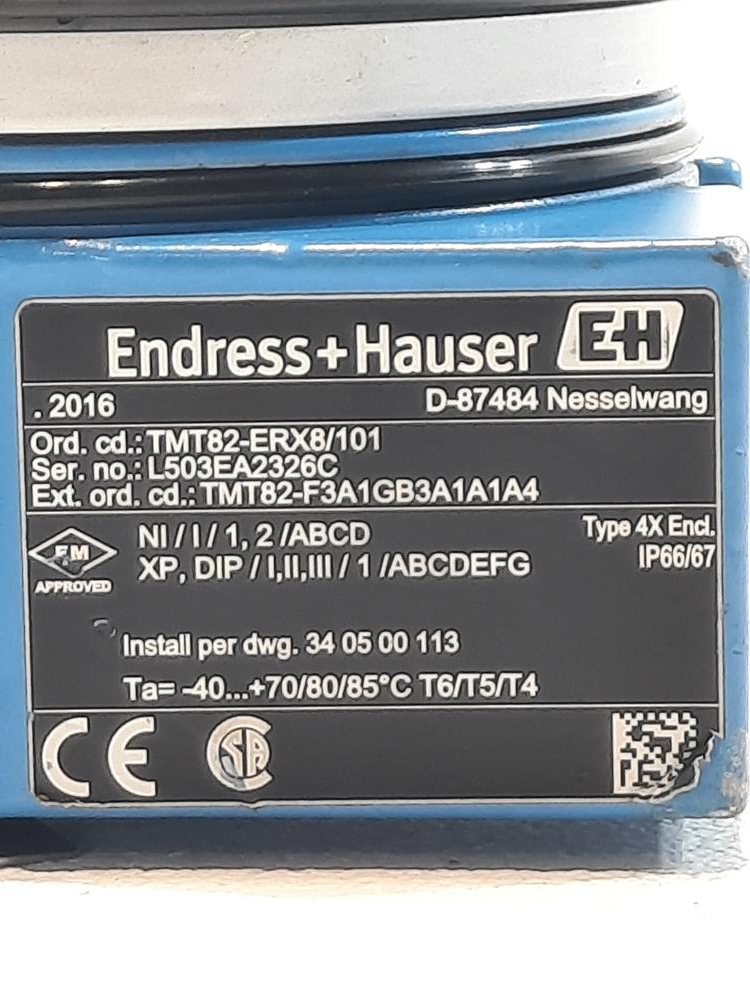 Endress+Hauser EH
. 2016 D-87484 Nesselwang
Ord. cd.: TMT82-ERX8/101
Ser. no.: L503EA2326C
Ext. ord. cd.: TMT82-F3A1GB3A1A1A4
FM
APPROVED
NI / I / 1, 2 /ABCD
XP, DIP / I,II,III / 1 /ABCDEFG
Type 4X Encl.
IP66/67
Install per dwg. 34 05 00 113
Ta= -40...+70/80/85°C T6/T5/T4
CE SA